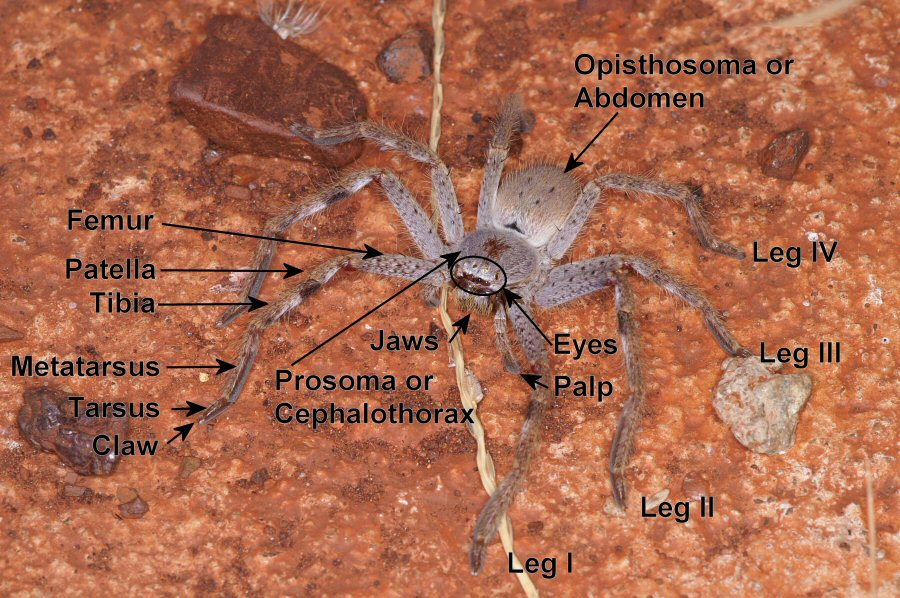 Opisthosoma or
Abdomen
Femur
Patella
Tibia
Leg IV
Jaws
Eyes
Leg III
Metatarsus
Prosoma or
Cephalothorax
Palp
Tarsus
Claw
Leg II
Leg I